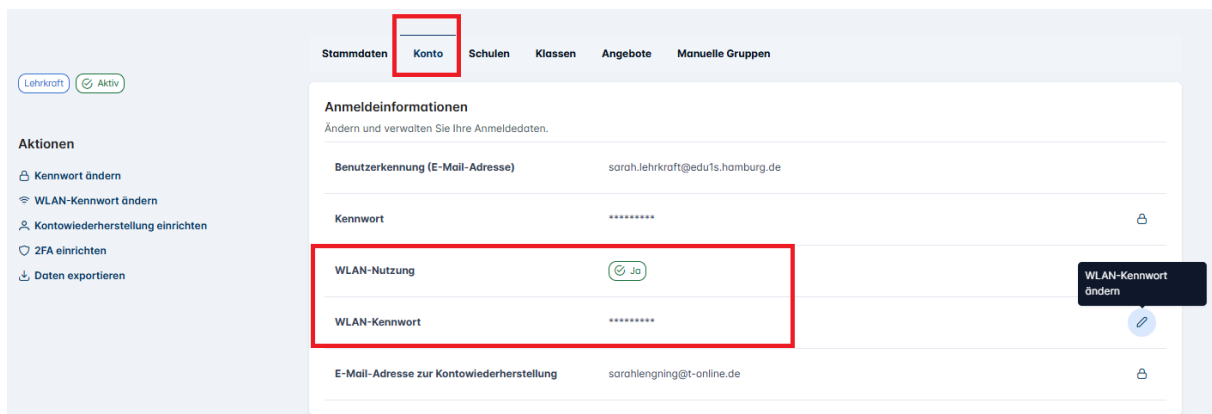 Stammdaten Konto Schulen Klassen Angebote Manuelle Gruppen
Lehrkraft Aktiv
Aktionen
Kennwort ändern
WLAN-Kennwort ändern
Kontowiederherstellung einrichten
2FA einrichten
Daten exportieren
Anmeldeinformationen
Ändern und verwalten Sie Ihre Anmeldedaten.
Benutzerkennung (E-Mail-Adresse) sarah.lehrkraft@edu1s.hamburg.de
Kennwort *********
WLAN-Nutzung Ja
WLAN-Kennwort
ändern
WLAN-Kennwort *********
E-Mail-Adresse zur Kontowiederherstellung sarahlengning@t-online.de